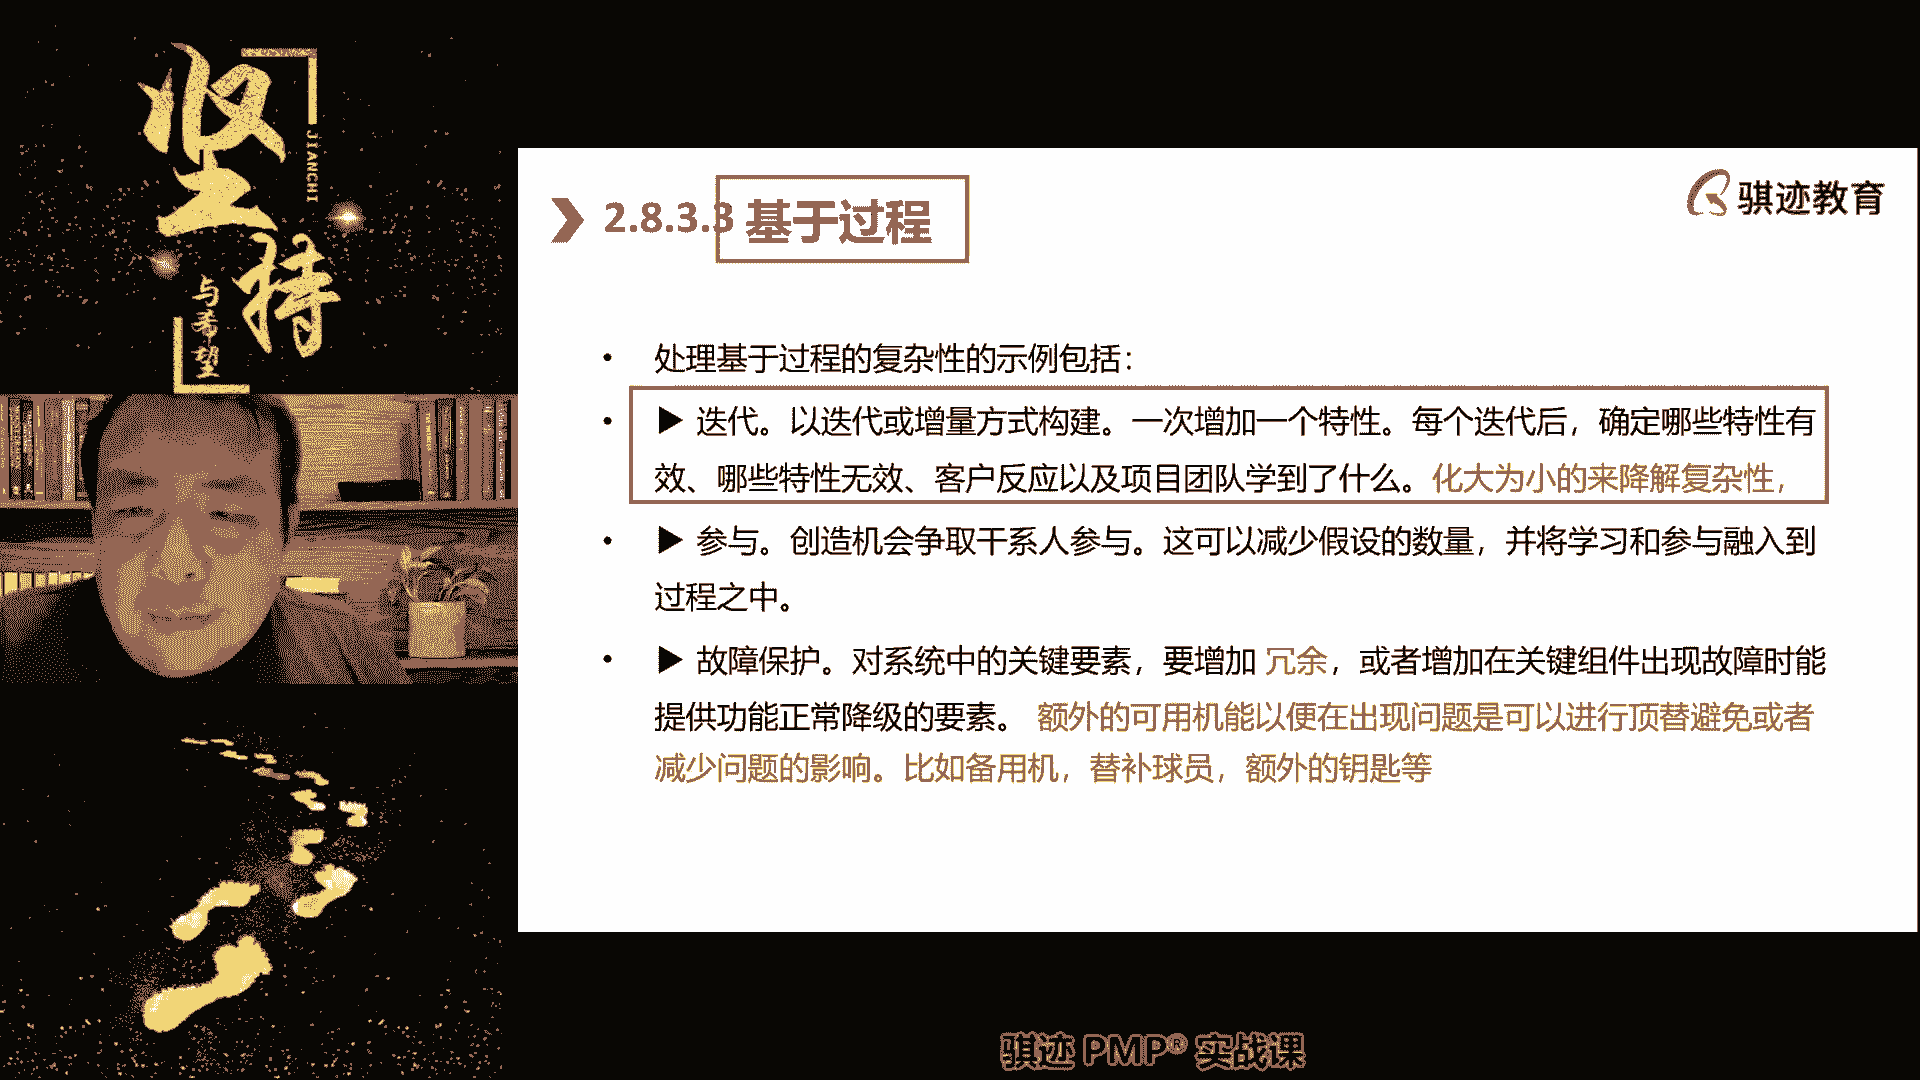 坚持
JIANCHI
与希望
2.8.3.3 基于过程
骐迹教育
• 处理基于过程的复杂性的示例包括：
• ▶ 迭代。以迭代或增量方式构建。一次增加一个特性。每个迭代后，确定哪些特性有
效、哪些特性无效、客户反应以及项目团队学到了什么。化大为小的来降解复杂性，
• ▶ 参与。创造机会争取干系人参与。这可以减少假设的数量，并将学习和参与融入到
过程之中。
• ▶ 故障保护。对系统中的关键要素，要增加 冗余，或者增加在关键组件出现故障时能
提供功能正常降级的要素。 额外的可用机能以便在出现问题是可以进行顶替避免或者
减少问题的影响。比如备用机，替补球员，额外的钥匙等
骐迹 PMP® 实战课